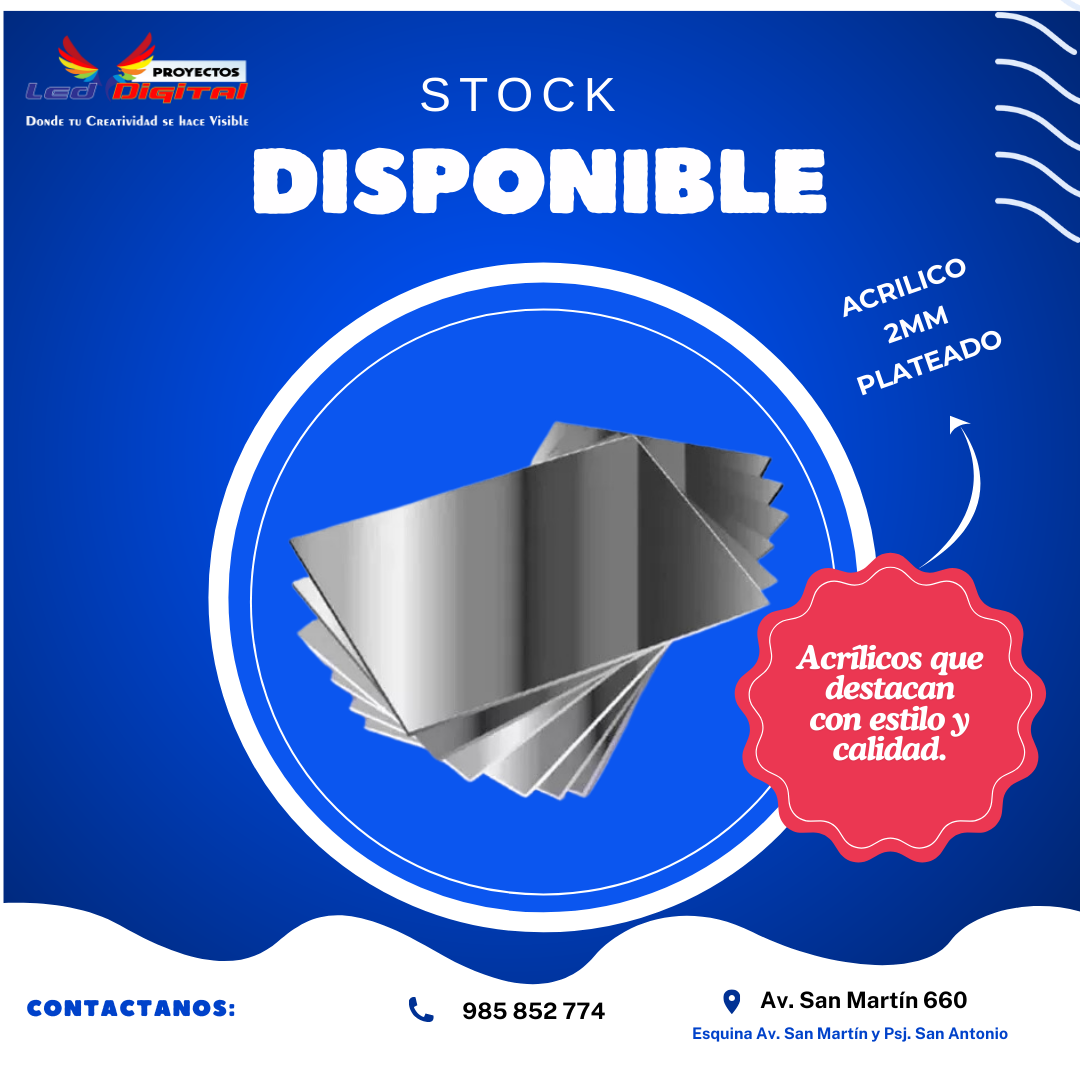 PROYECTOS
Led Digital
Donde tu Creatividad se hace Visible
STOCK
DISPONIBLE
ACRILICO
2MM
PLATEADO
Acrílicos que
destacan
con estilo y
calidad.
CONTACTANOS:
985 852 774
Av. San Martín 660
Esquina Av. San Martín y Psj. San Antonio